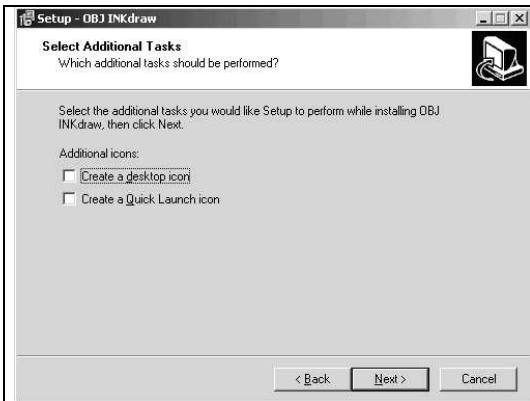 Setup - OBJ INKdraw
Select Additional Tasks
Which additional tasks should be performed?
Select the additional tasks you would like Setup to perform while installing OBJ
INKdraw, then click Next.
Additional icons:
Create a desktop icon
Create a Quick Launch icon
< Back
Next >
Cancel